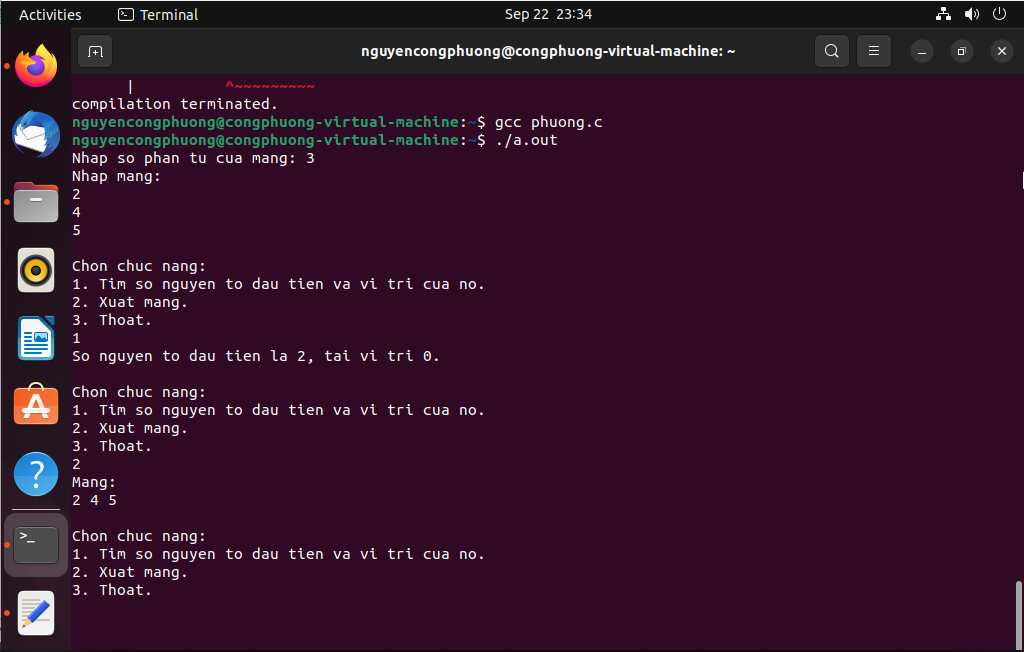 Activities
Terminal
Sep 22 23:34
nguyencongphuong@congphuong-virtual-machine: ~
| ^~~~~~~~~~
compilation terminated.
nguyencongphuong@congphuong-virtual-machine:~$ gcc phuong.c
nguyencongphuong@congphuong-virtual-machine:~$ ./a.out
Nhap so phan tu cua mang: 3
Nhap mang:
2
4
5
Chon chuc nang:
1. Tim so nguyen to dau tien va vi tri cua no.
2. Xuat mang.
3. Thoat.
1
So nguyen to dau tien la 2, tai vi tri 0.
Chon chuc nang:
1. Tim so nguyen to dau tien va vi tri cua no.
2. Xuat mang.
3. Thoat.
2
Mang:
2 4 5
Chon chuc nang:
1. Tim so nguyen to dau tien va vi tri cua no.
2. Xuat mang.
3. Thoat.